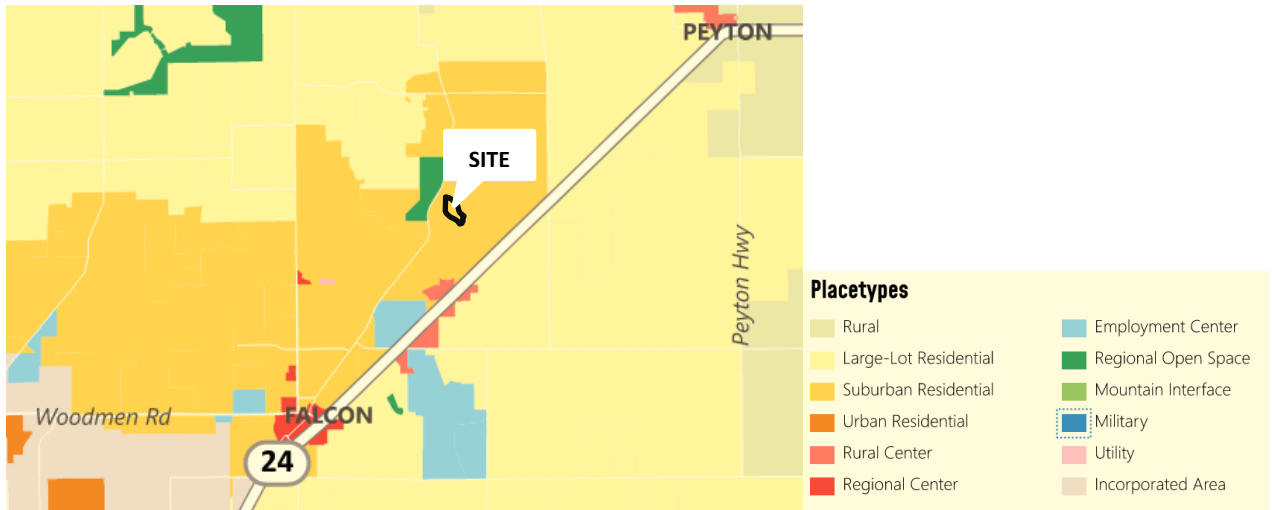 PEYTON
SITE
Peyton Hwy
Woodmen Rd
FALCON
24
Placetypes
Rural
Large-Lot Residential
Suburban Residential
Urban Residential
Rural Center
Regional Center
Employment Center
Regional Open Space
Mountain Interface
Military
Utility
Incorporated Area